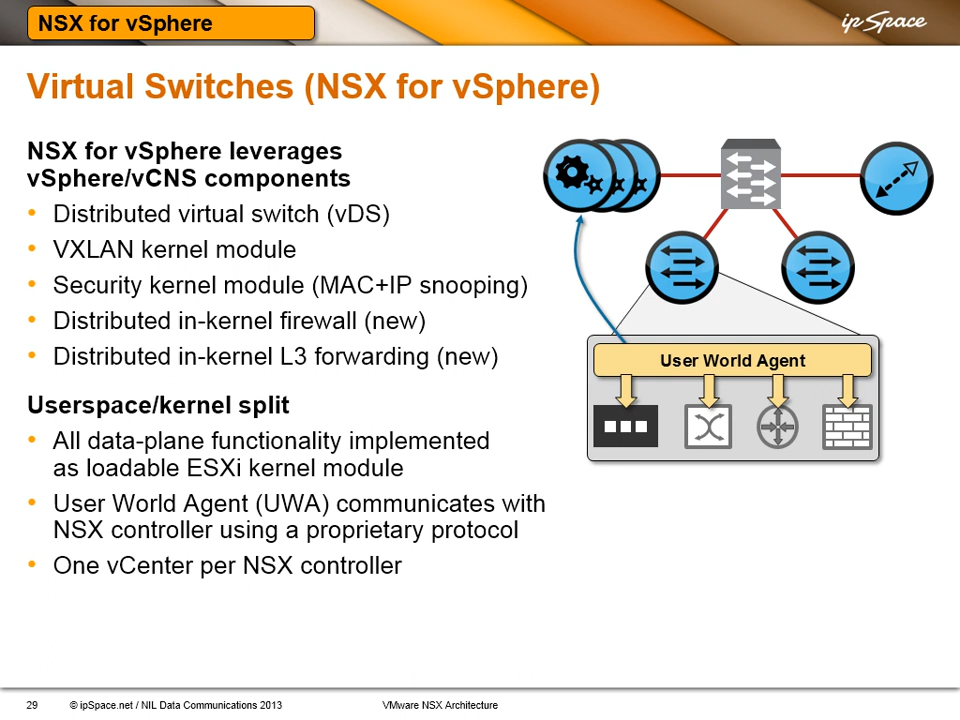 NSX for vSphere
ipSpace
Virtual Switches (NSX for vSphere)
NSX for vSphere leverages
vSphere/vCNS components
• Distributed virtual switch (vDS)
• VXLAN kernel module
• Security kernel module (MAC+IP snooping)
• Distributed in-kernel firewall (new)
• Distributed in-kernel L3 forwarding (new)
Userspace/kernel split
• All data-plane functionality implemented
as loadable ESXi kernel module
• User World Agent (UWA) communicates with
NSX controller using a proprietary protocol
• One vCenter per NSX controller
User World Agent
29 © ipSpace.net / NIL Data Communications 2013 VMware NSX Architecture